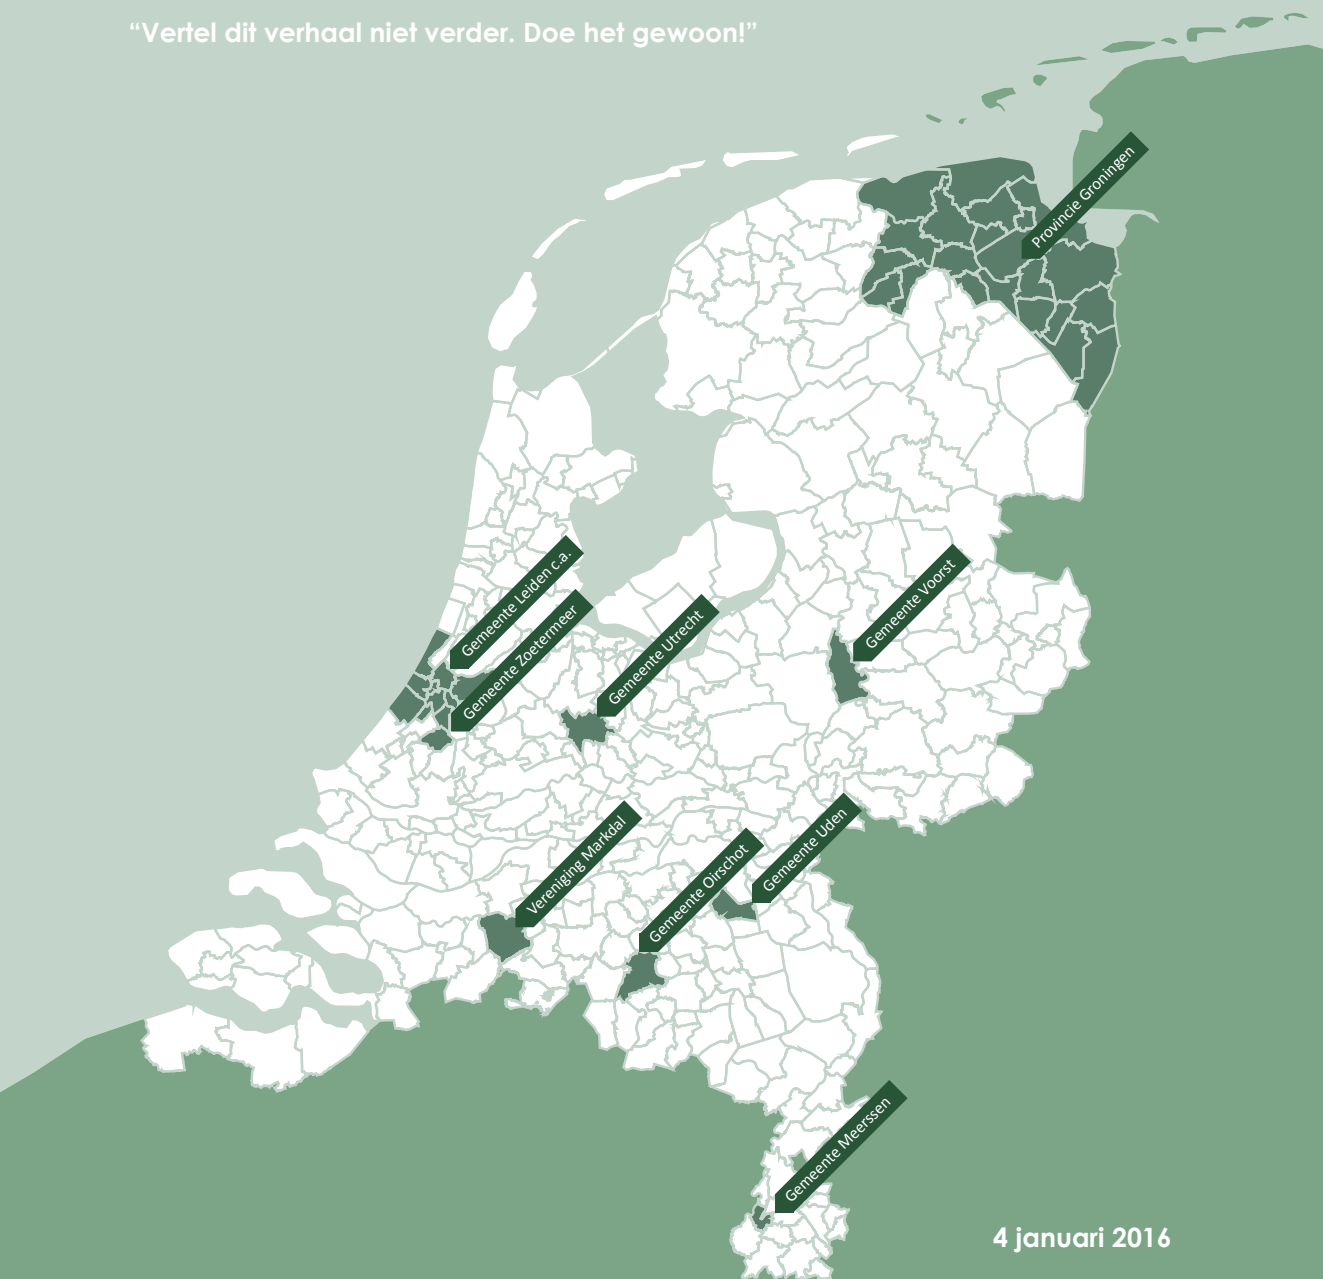 “Vertel dit verhaal niet verder. Doe het gewoon!”
Provincie Groningen
Gemeente Leiden c.a.
Gemeente Zoetermeer
Gemeente Utrecht
Gemeente Voorst
Vereniging Markdal
Gemeente Oirschot
Gemeente Uden
Gemeente Meerssen
4 januari 2016